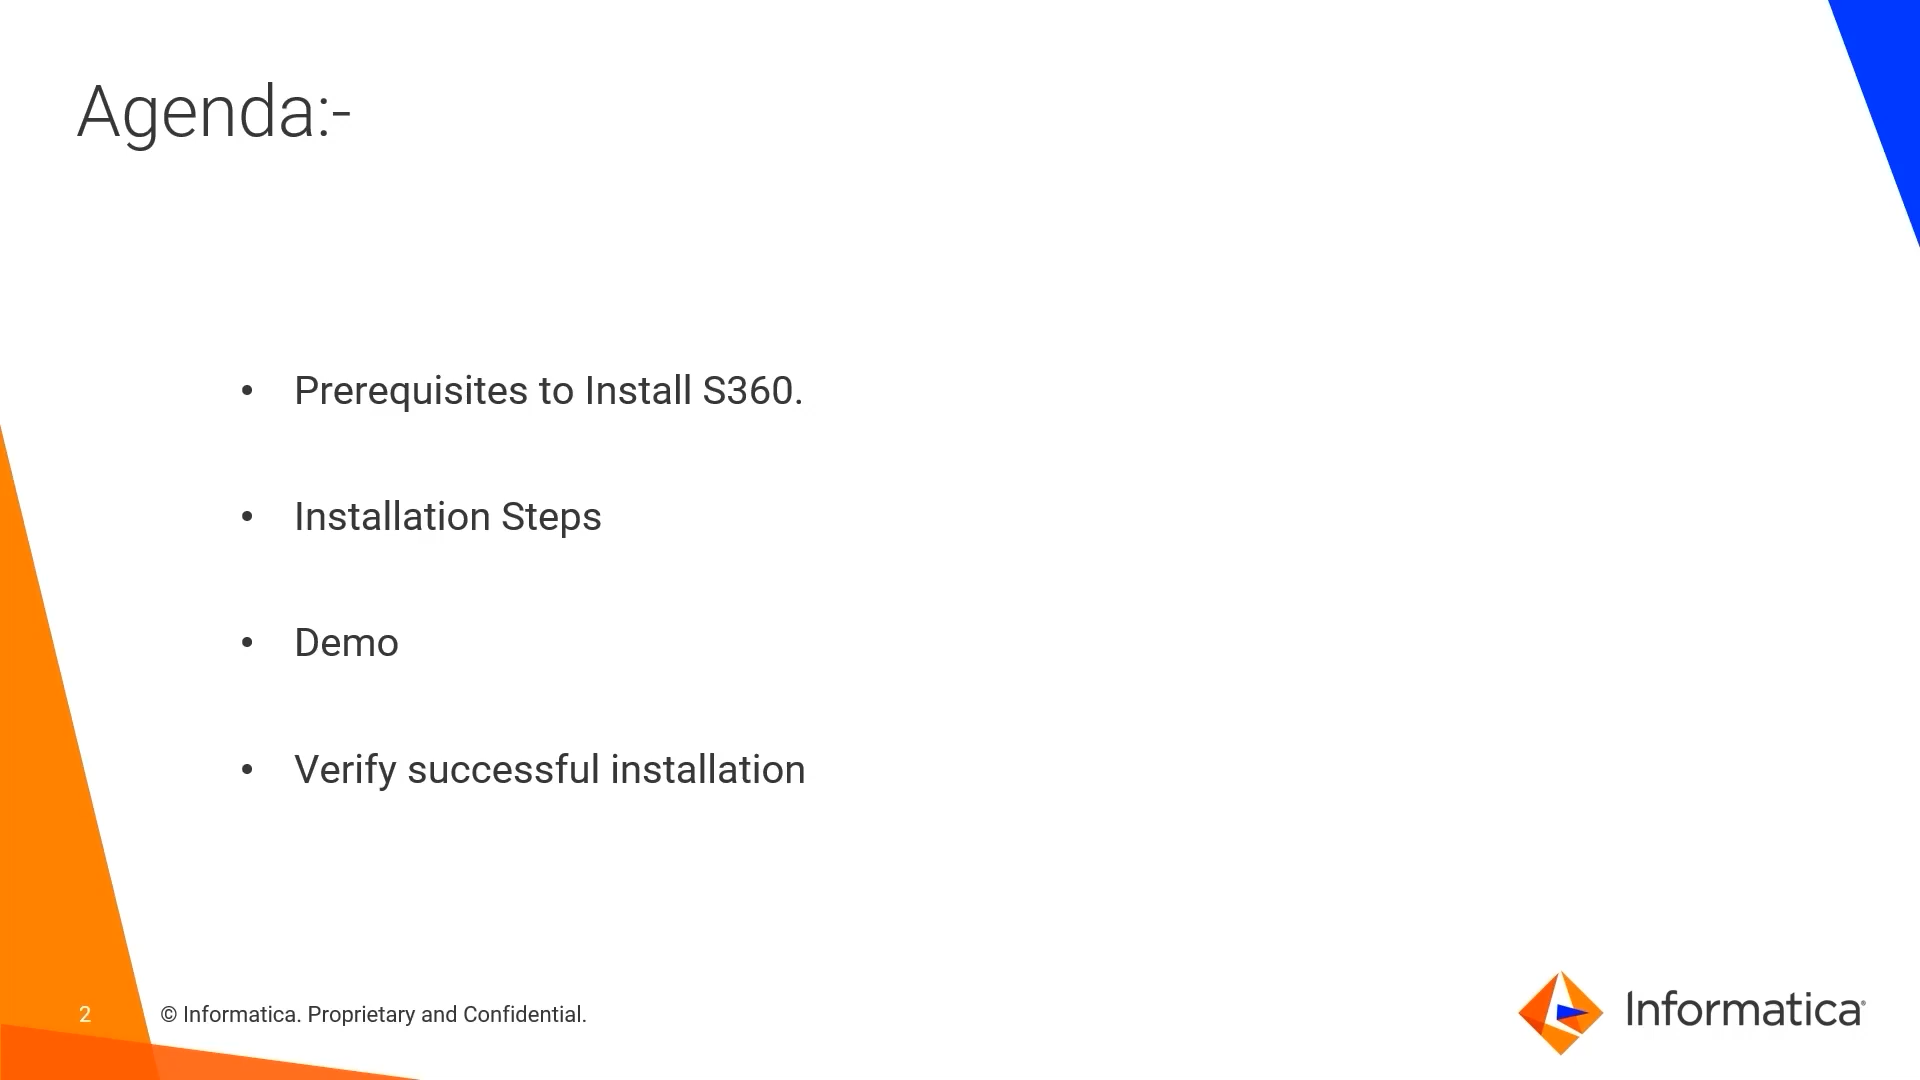 Agenda:-
• Prerequisites to Install S360.
• Installation Steps
• Demo
• Verify successful installation
2
© Informatica. Proprietary and Confidential.
Informatica®